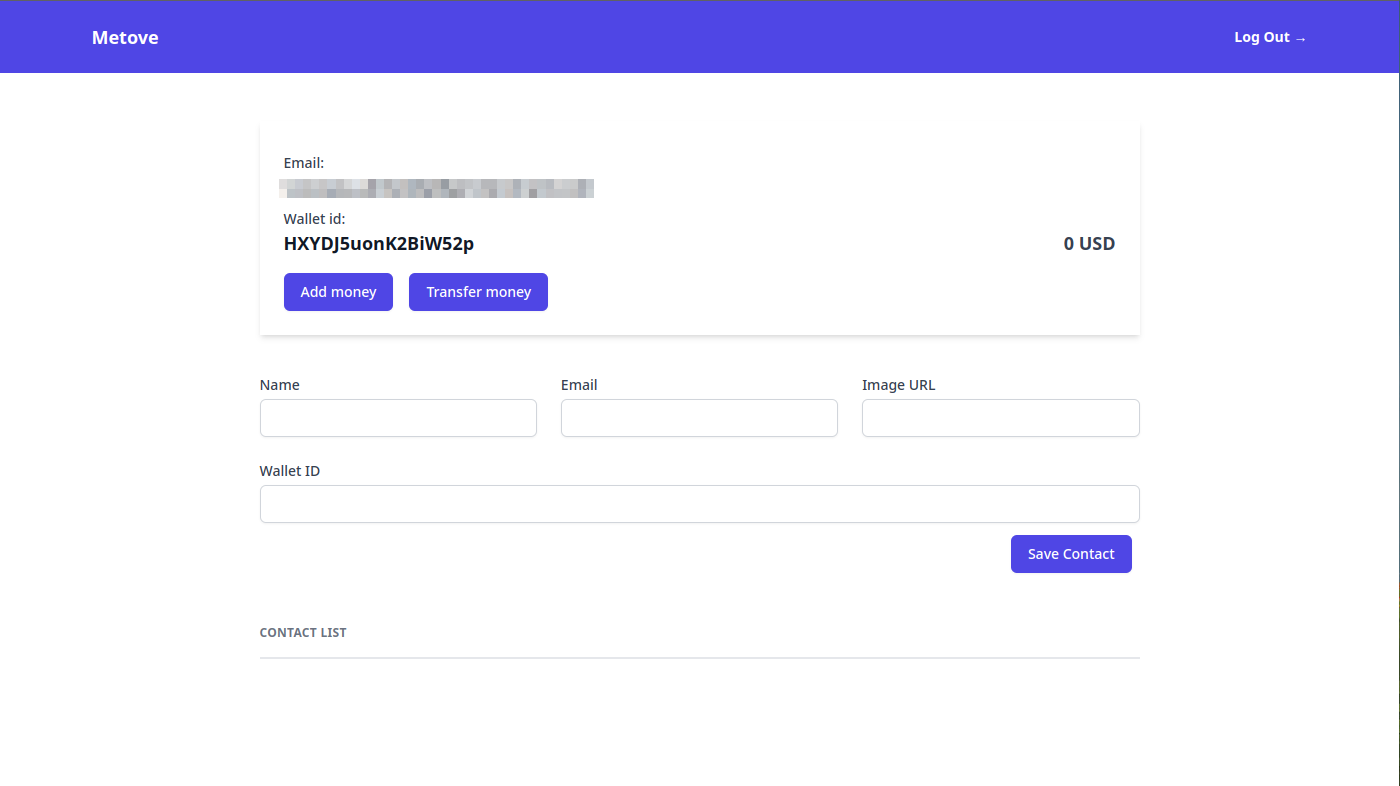 Metove
Log Out →
Email:
Wallet id:
HXYDJ5uonK2BiW52p
0 USD
Add money
Transfer money
Name
Email
Image URL
Wallet ID
Save Contact
CONTACT LIST